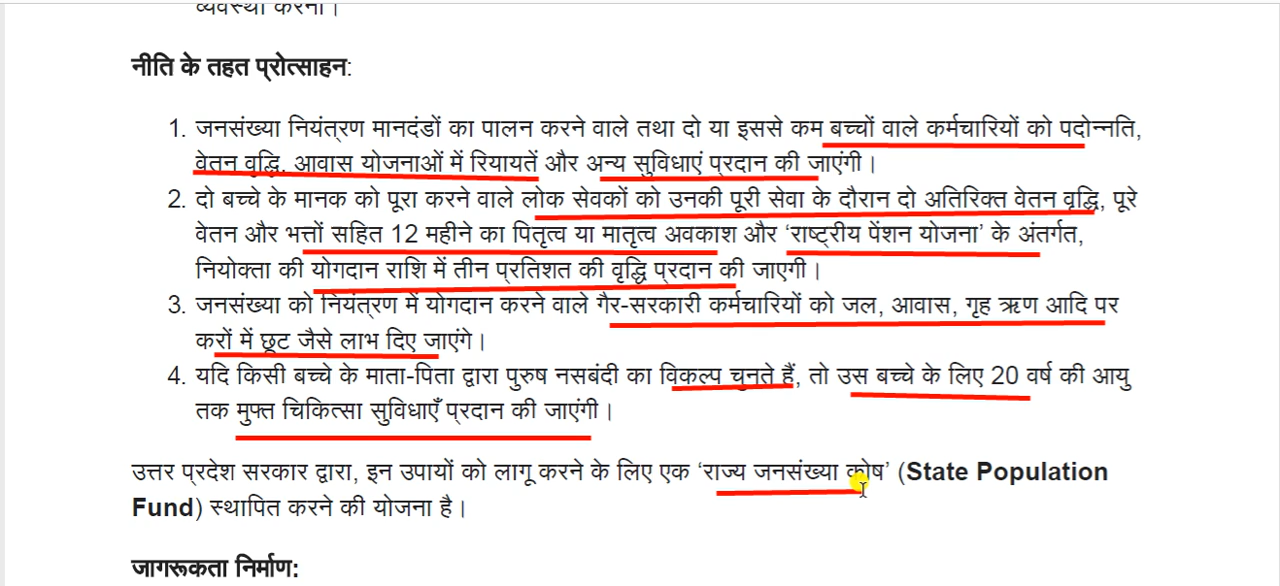 व्यवस्था करना।
नीति के तहत प्रोत्साहन:
1. जनसंख्या नियंत्रण मानदंडों का पालन करने वाले तथा दो या इससे कम बच्चों वाले कर्मचारियों को पदोन्नति,
वेतन वृद्धि, आवास योजनाओं में रियायतें और अन्य सुविधाएं प्रदान की जाएंगी।
2. दो बच्चे के मानक को पूरा करने वाले लोक सेवकों को उनकी पूरी सेवा के दौरान दो अतिरिक्त वेतन वृद्धि, पूरे
वेतन और भत्तों सहित 12 महीने का पितृत्व या मातृत्व अवकाश और ‘राष्ट्रीय पेंशन योजना’ के अंतर्गत,
नियोक्ता की योगदान राशि में तीन प्रतिशत की वृद्धि प्रदान की जाएगी।
3. जनसंख्या को नियंत्रण में योगदान करने वाले गैर-सरकारी कर्मचारियों को जल, आवास, गृह ऋण आदि पर
करों में छूट जैसे लाभ दिए जाएंगे।
4. यदि किसी बच्चे के माता-पिता द्वारा पुरुष नसबंदी का विकल्प चुनते हैं, तो उस बच्चे के लिए 20 वर्ष की आयु
तक मुफ्त चिकित्सा सुविधाएँ प्रदान की जाएंगी।
उत्तर प्रदेश सरकार द्वारा, इन उपायों को लागू करने के लिए एक ‘राज्य जनसंख्या कोष’ (State Population
Fund) स्थापित करने की योजना है।
जागरूकता निर्माण: